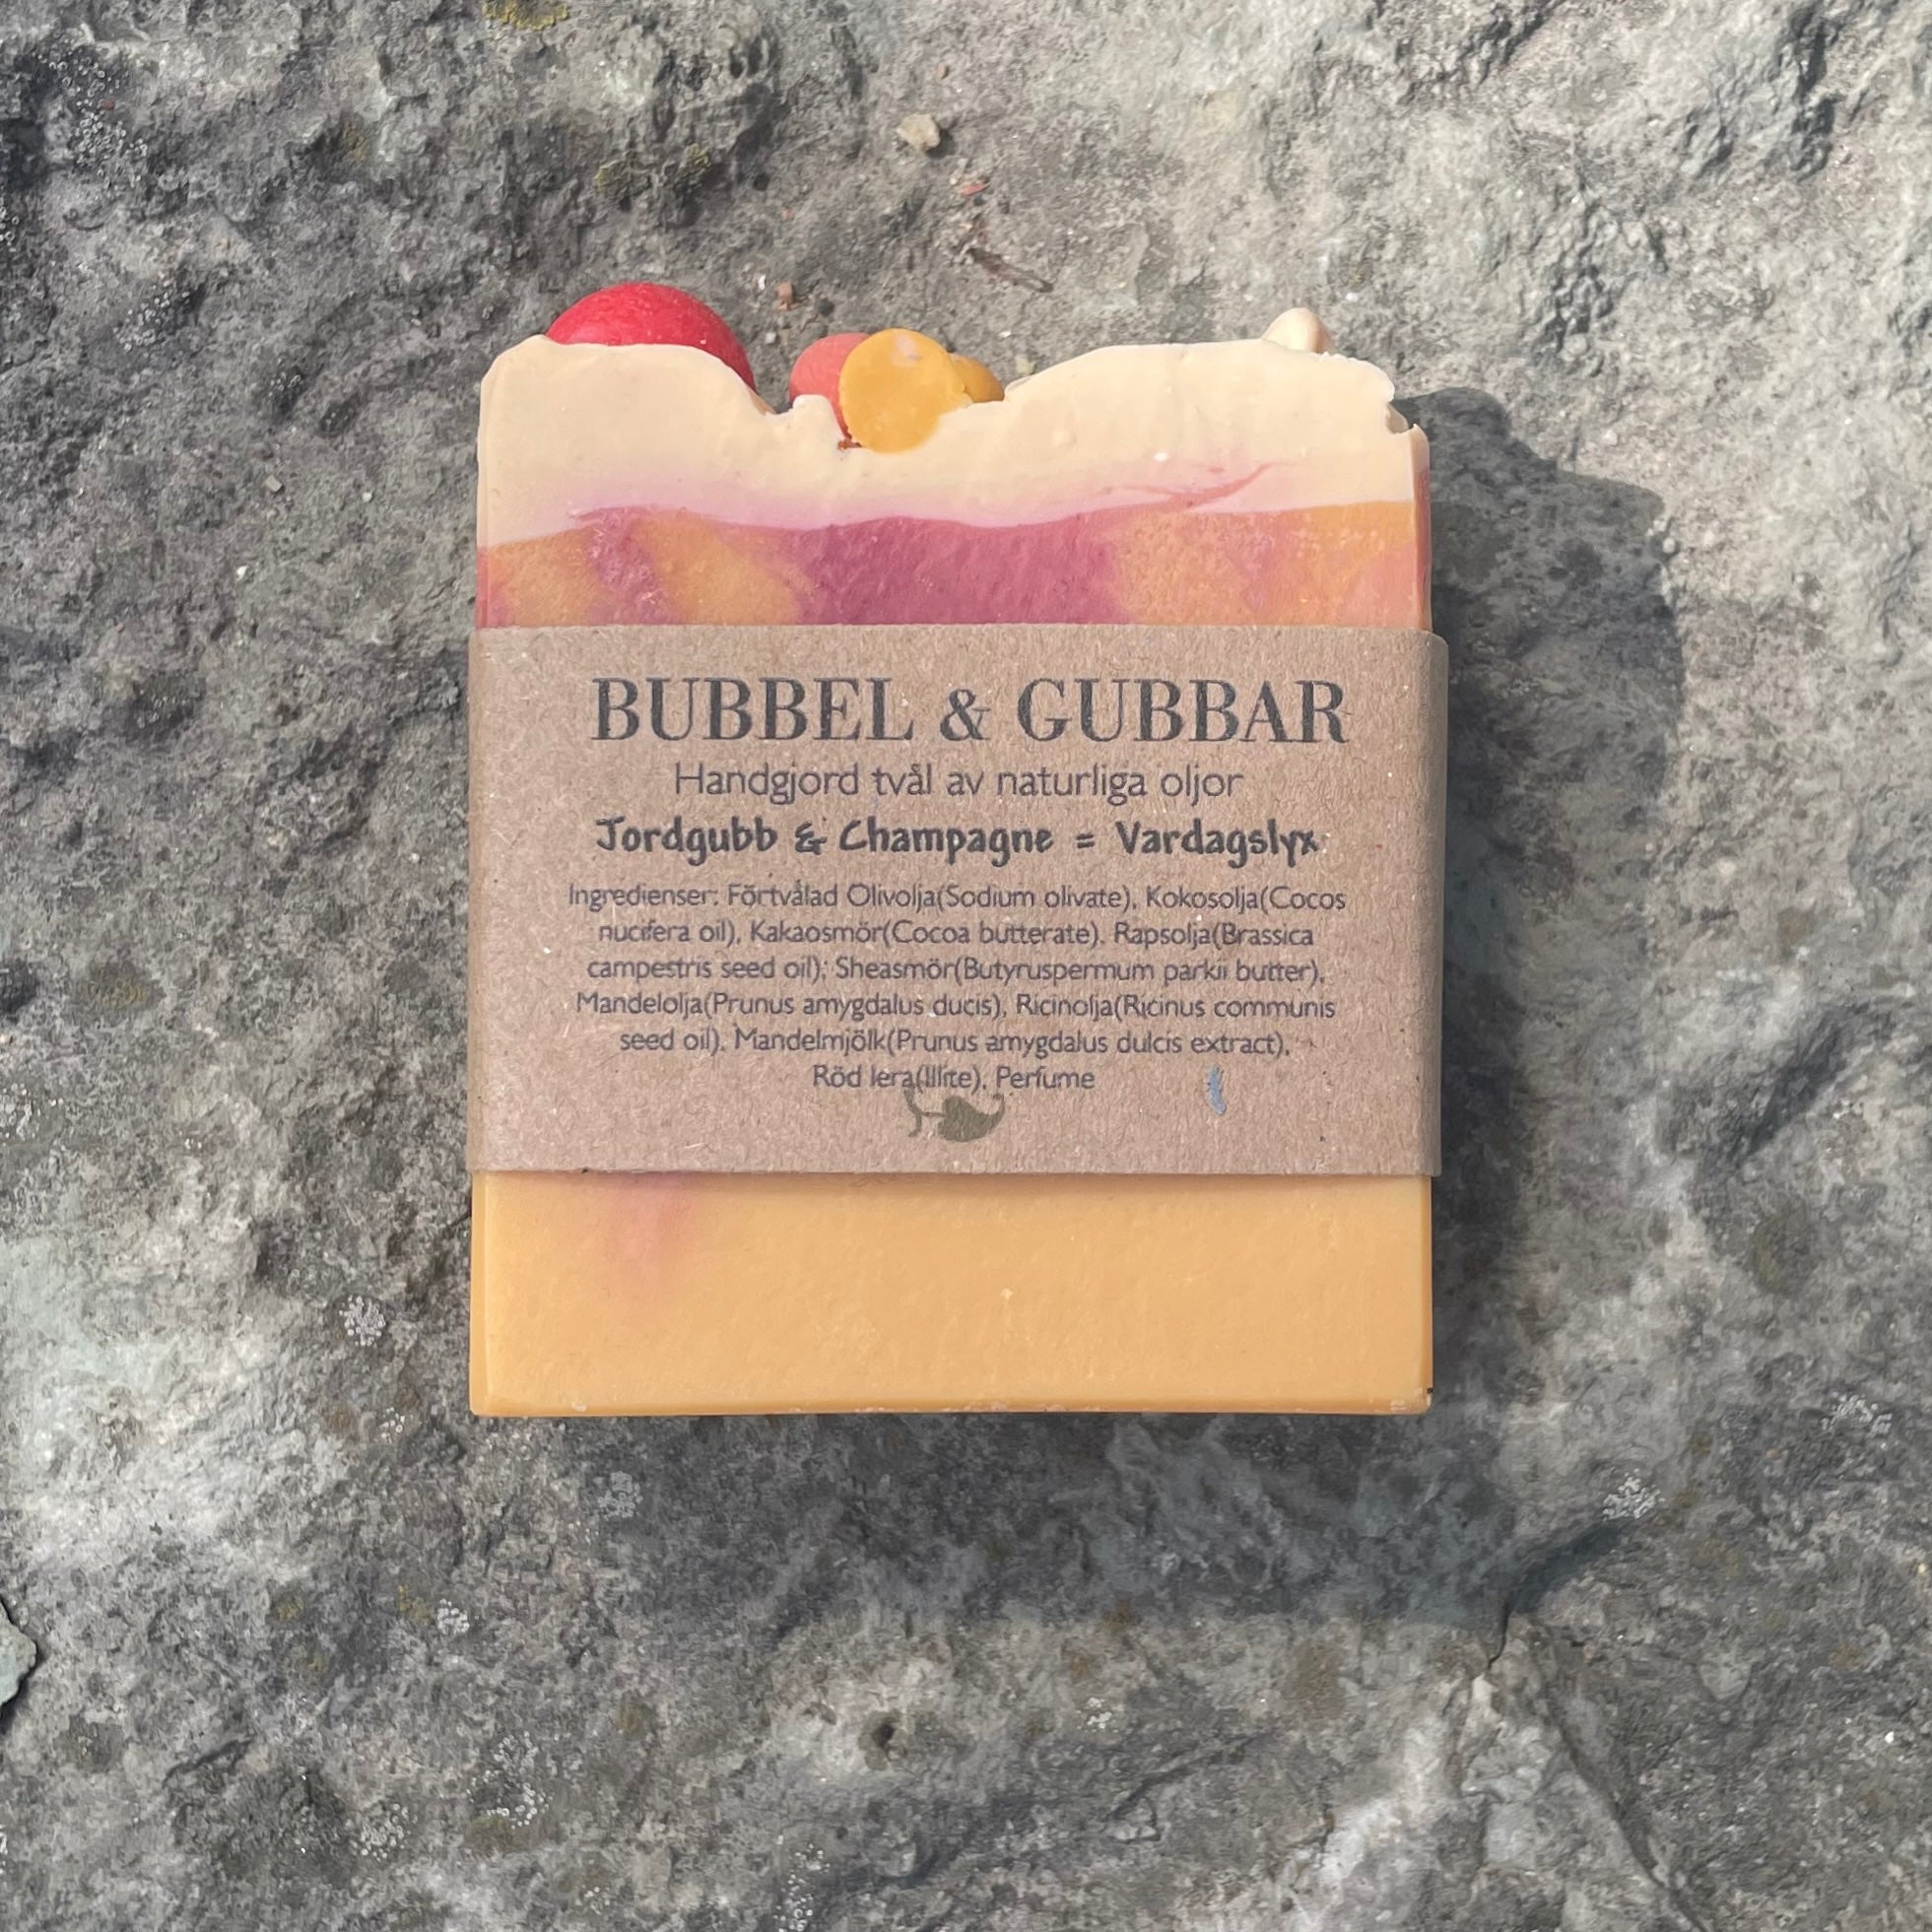 BUBBEL & GUBBAR
Handgjord tvål av naturliga oljor
Jordgubb & Champagne = Vardagslyx
Ingredienser: Förtvålad Olivolja(Sodium olivate), Kokosolja(Cocos
nucifera oil), Kakaosmör(Cocoa butterate). Rapsolja(Brassica
campestris seed oil); Sheasmör(Butyruspermum parkii butter),
Mandelolja(Prunus amygdalus ducis), Ricinolja(Ricinus communis
seed oil). Mandelmjölk(Prunus amygdalus dulcis extract),
Röd lera(Illite), Perfume